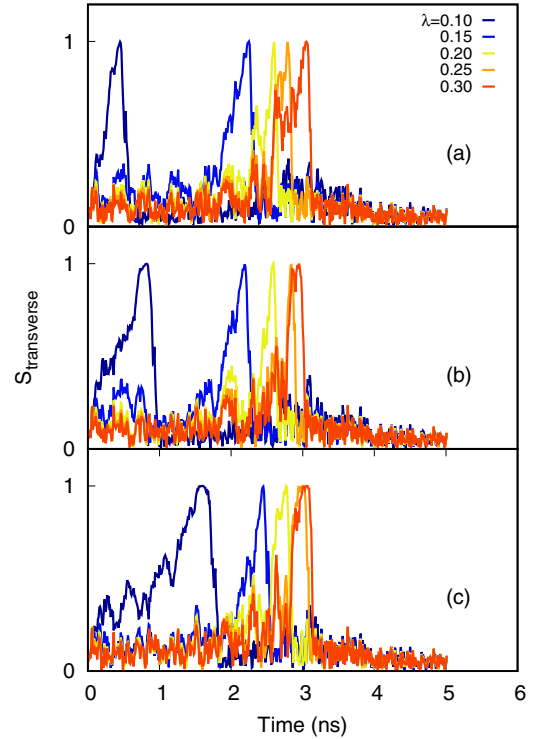 λ=0.10
0.15
0.20
0.25
0.30
1
(a)
0
1
(b)
0
1
(c)
0
S_transverse
0 1 2 3 4 5 6
Time (ns)